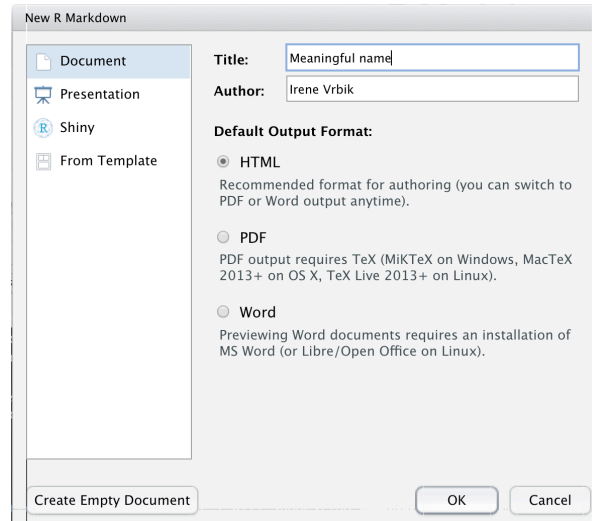 New R Markdown
Document
Presentation
R Shiny
From Template
Title: Meaningful name
Author: Irene Vrbik
Default Output Format:
HTML
Recommended format for authoring (you can switch to
PDF or Word output anytime).
PDF
PDF output requires TeX (MiKTeX on Windows, MacTeX
2013+ on OS X, TeX Live 2013+ on Linux).
Word
Previewing Word documents requires an installation of
MS Word (or Libre/Open Office on Linux).
Create Empty Document
OK
Cancel